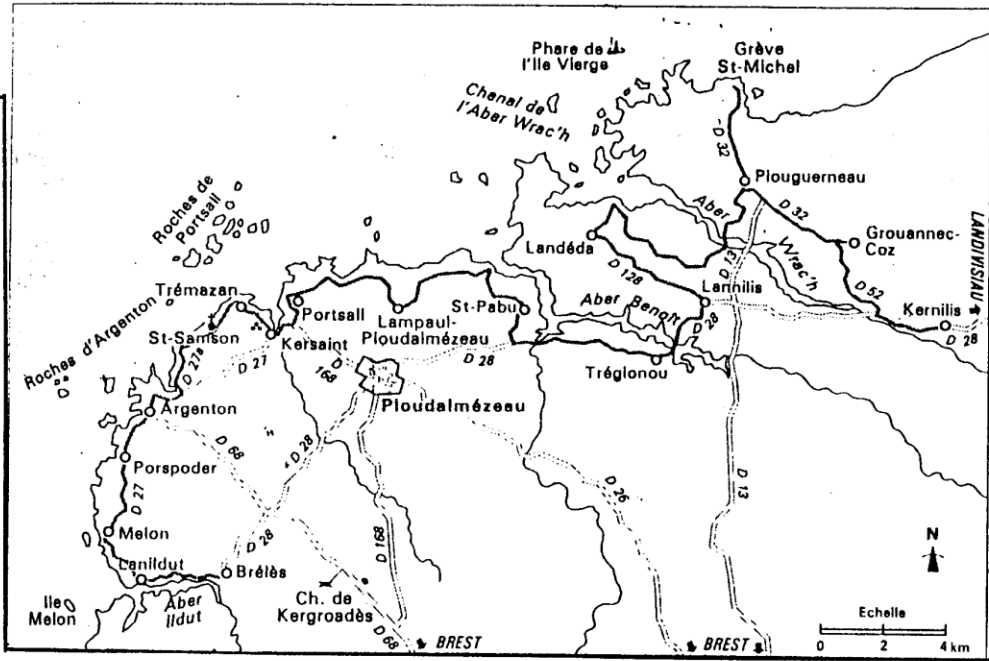 Phare de
l'Ile Vierge
Grève
St-Michel
Chenal de
l'Aber Wrac'h
D 32
Plouguerneau
Roches de
Portsall
Aber
Wrac'h
D 32
Grouannec-
Coz
LANDIVISIAU
Landéda
D 13
D 128
Lannilis
D 52
Kernilis
D 28
Trémazan
Roches d'Argenton
St-Samson
Portsall
Kersaint
Lampaul-
Ploudalmézeau
St-Pabu
Aber Benoît
D 28
D 27a
D 27
D 168
D 28
Tréglonou
Argenton
Ploudalmézeau
D 68
D 28
Porspoder
D 27
D 26
D 13
Melon
D 28
D 168
N
Lanildut
Brélès
Ile
Melon
Aber
Ildut
Ch. de
Kergroadès
D 68
BREST
BREST
Echelle
0 2 4 km